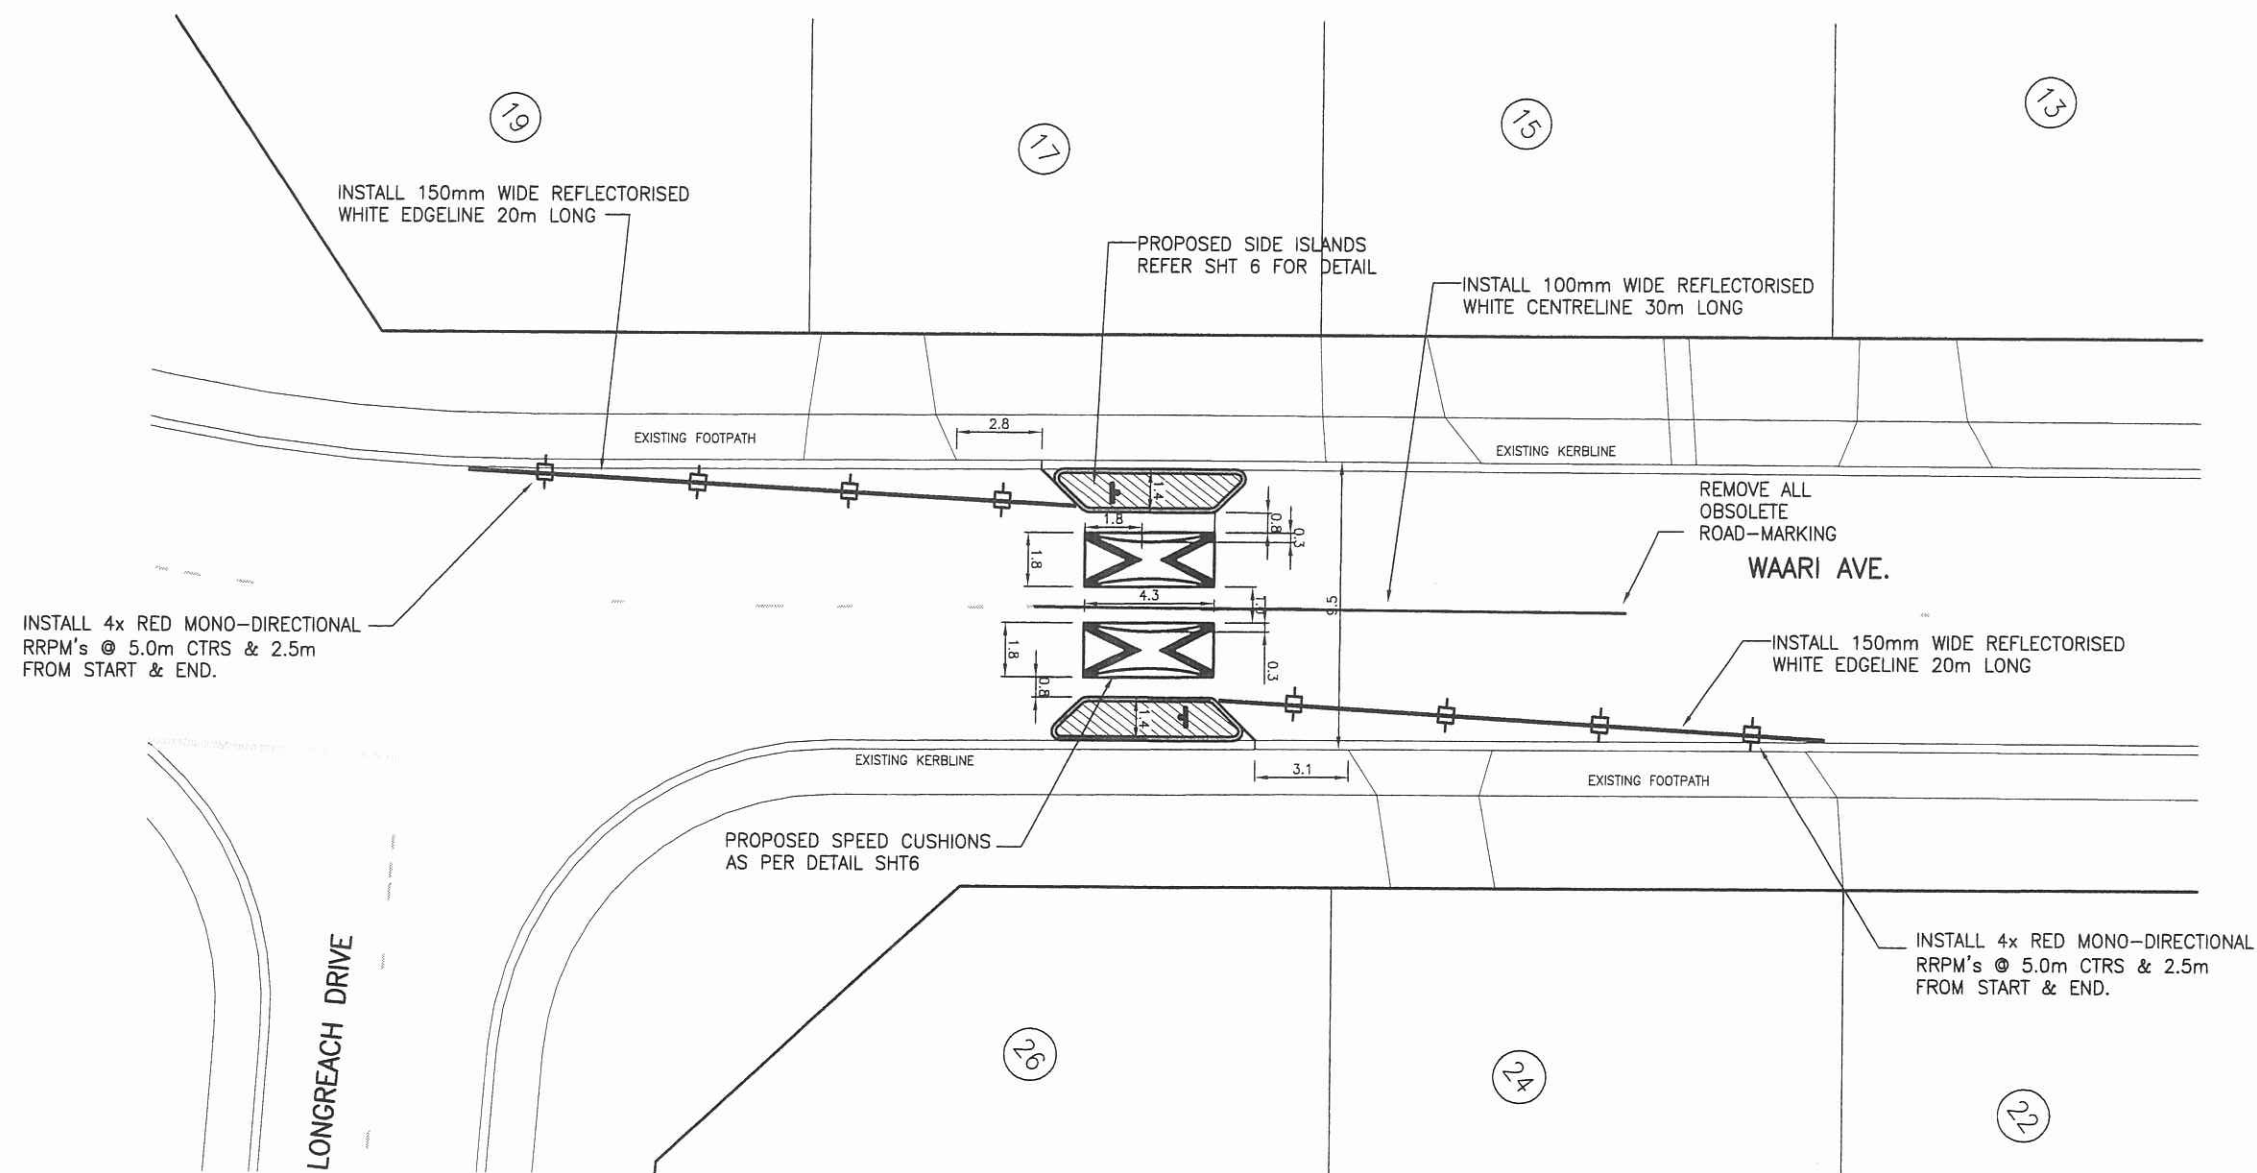 19
17
15
13
INSTALL 150mm WIDE REFLECTORISED
WHITE EDGELINE 20m LONG
PROPOSED SIDE ISLANDS
REFER SHT 6 FOR DETAIL
INSTALL 100mm WIDE REFLECTORISED
WHITE CENTRELINE 30m LONG
2.8
EXISTING FOOTPATH
EXISTING KERBLINE
1.4
REMOVE ALL
OBSOLETE
ROAD-MARKING
1.8
0.8
0.3
1.8
WAARI AVE.
4.3
1.0
9.5
INSTALL 4x RED MONO-DIRECTIONAL
RRPM's @ 5.0m CTRS & 2.5m
FROM START & END.
1.8
0.3
0.8
INSTALL 150mm WIDE REFLECTORISED
WHITE EDGELINE 20m LONG
1.4
EXISTING KERBLINE
3.1
EXISTING FOOTPATH
PROPOSED SPEED CUSHIONS
AS PER DETAIL SHT6
INSTALL 4x RED MONO-DIRECTIONAL
RRPM's @ 5.0m CTRS & 2.5m
FROM START & END.
LONGREACH DRIVE
26
24
22